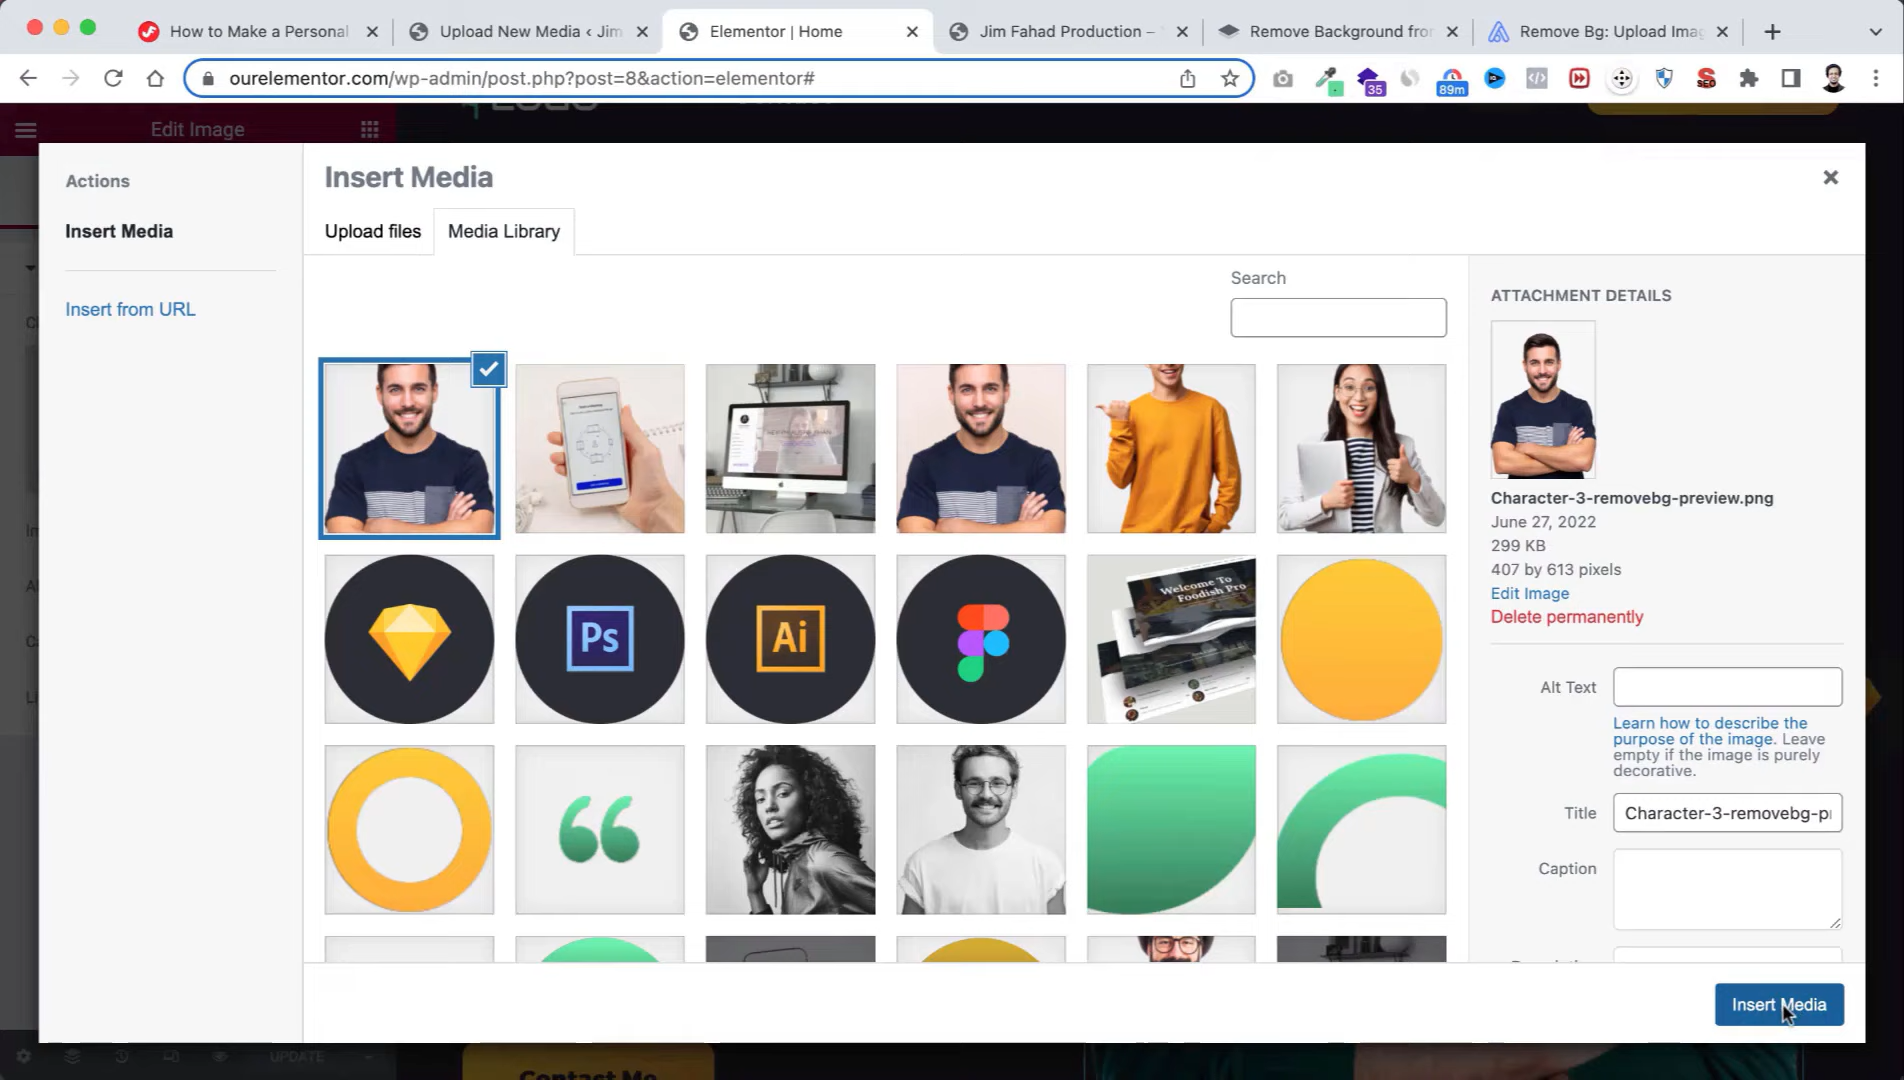 How to Make a Personal
Upload New Media ‹ Jim
Elementor | Home
Jim Fahad Production –
Remove Background from
Remove Bg: Upload Imag
ourelementor.com/wp-admin/post.php?post=8&action=elementor#
35
89m
SEO
Edit Image
Actions
Insert Media
Insert from URL
Insert Media
Upload files
Media Library
Search
Welcome To
Foodish Pro
Ps
Ai
ATTACHMENT DETAILS
Character-3-removebg-preview.png
June 27, 2022
299 KB
407 by 613 pixels
Edit Image
Delete permanently
Alt Text
Learn how to describe the
purpose of the image. Leave
empty if the image is purely
decorative.
Title
Character-3-removebg-p
Caption
Insert Media
UPDATE
Contact Me